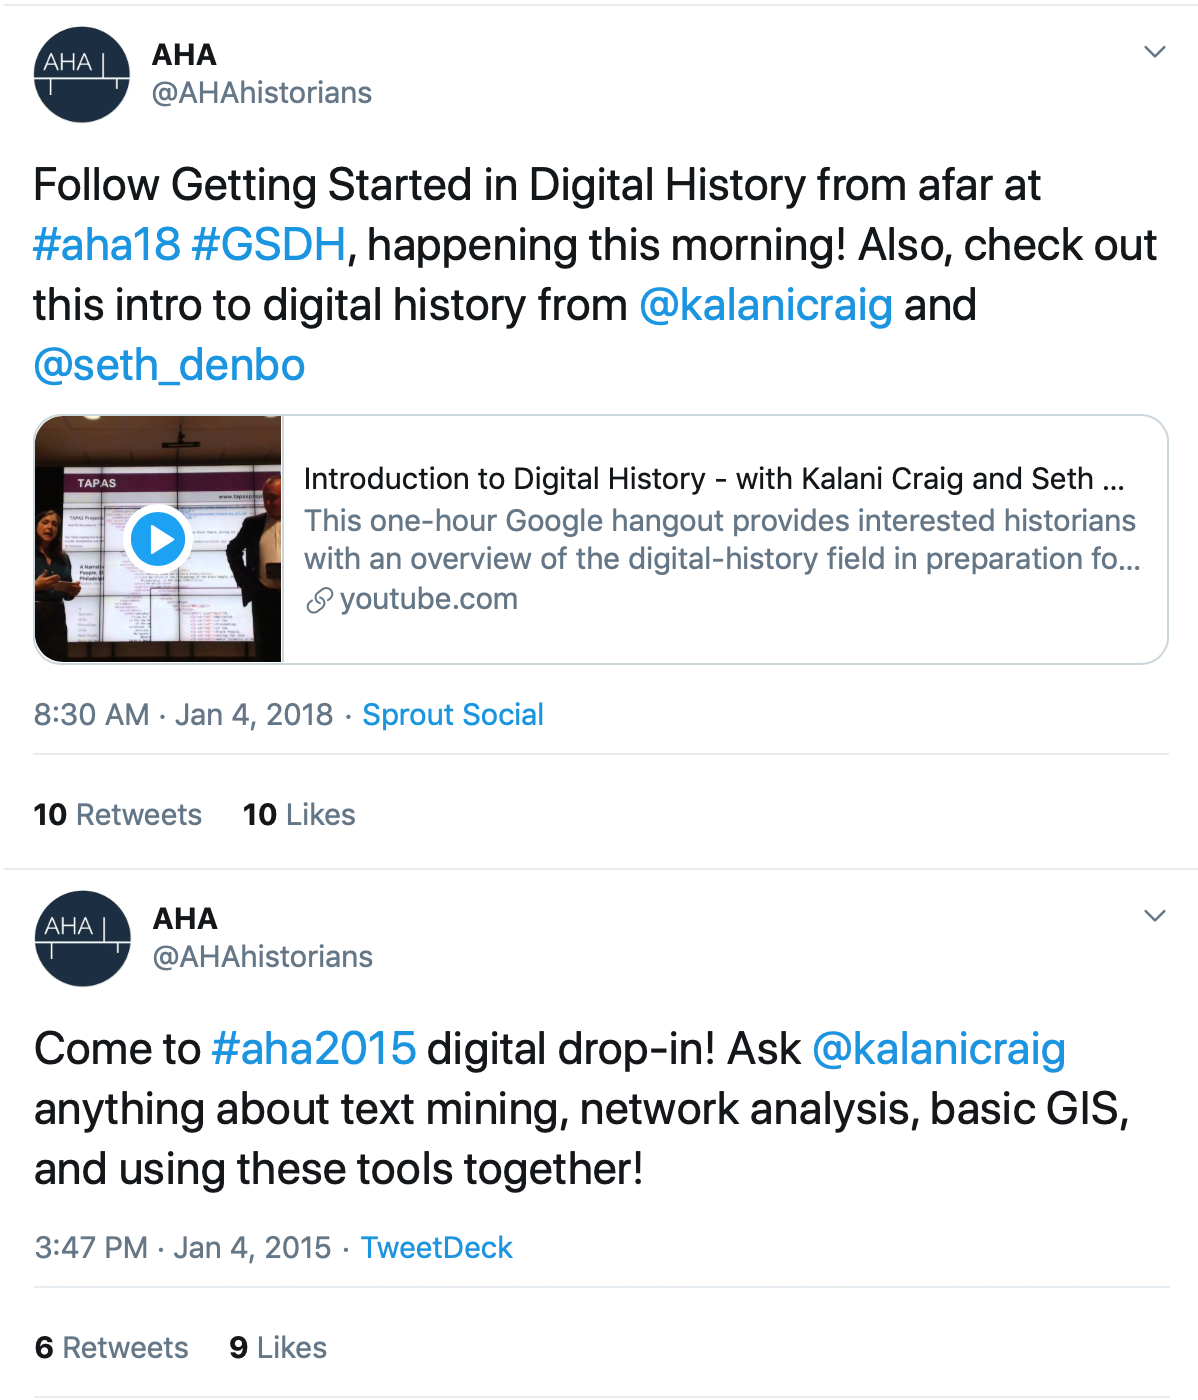 AHA
AHA
@AHAhistorians
Follow Getting Started in Digital History from afar at
#aha18 #GSDH, happening this morning! Also, check out
this intro to digital history from @kalanicraig and
@seth_denbo
TAPAS
Introduction to Digital History - with Kalani Craig and Seth ...
This one-hour Google hangout provides interested historians
with an overview of the digital-history field in preparation fo...
youtube.com
8:30 AM · Jan 4, 2018 · Sprout Social
10 Retweets 10 Likes
AHA
AHA
@AHAhistorians
Come to #aha2015 digital drop-in! Ask @kalanicraig
anything about text mining, network analysis, basic GIS,
and using these tools together!
3:47 PM · Jan 4, 2015 · TweetDeck
6 Retweets 9 Likes